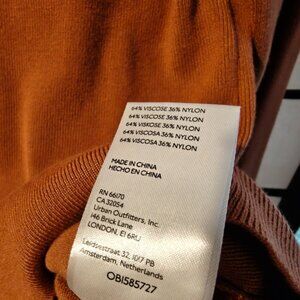 64% VISCOSE 36% NYLON
64% VISCOSE 36% NYLON
64% VISKOSE 36% NYLON
64% VISCOSA 36% NYLON
64% VISCOSA 36% NYLON
MADE IN CHINA
HECHO EN CHINA
RN 66170
CA 32054
Urban Outfitters, Inc.
146 Brick Lane
LONDON, E1 6RU
Leidsestraat 32, 1017 PB
Amsterdam, Netherlands
OB1585727